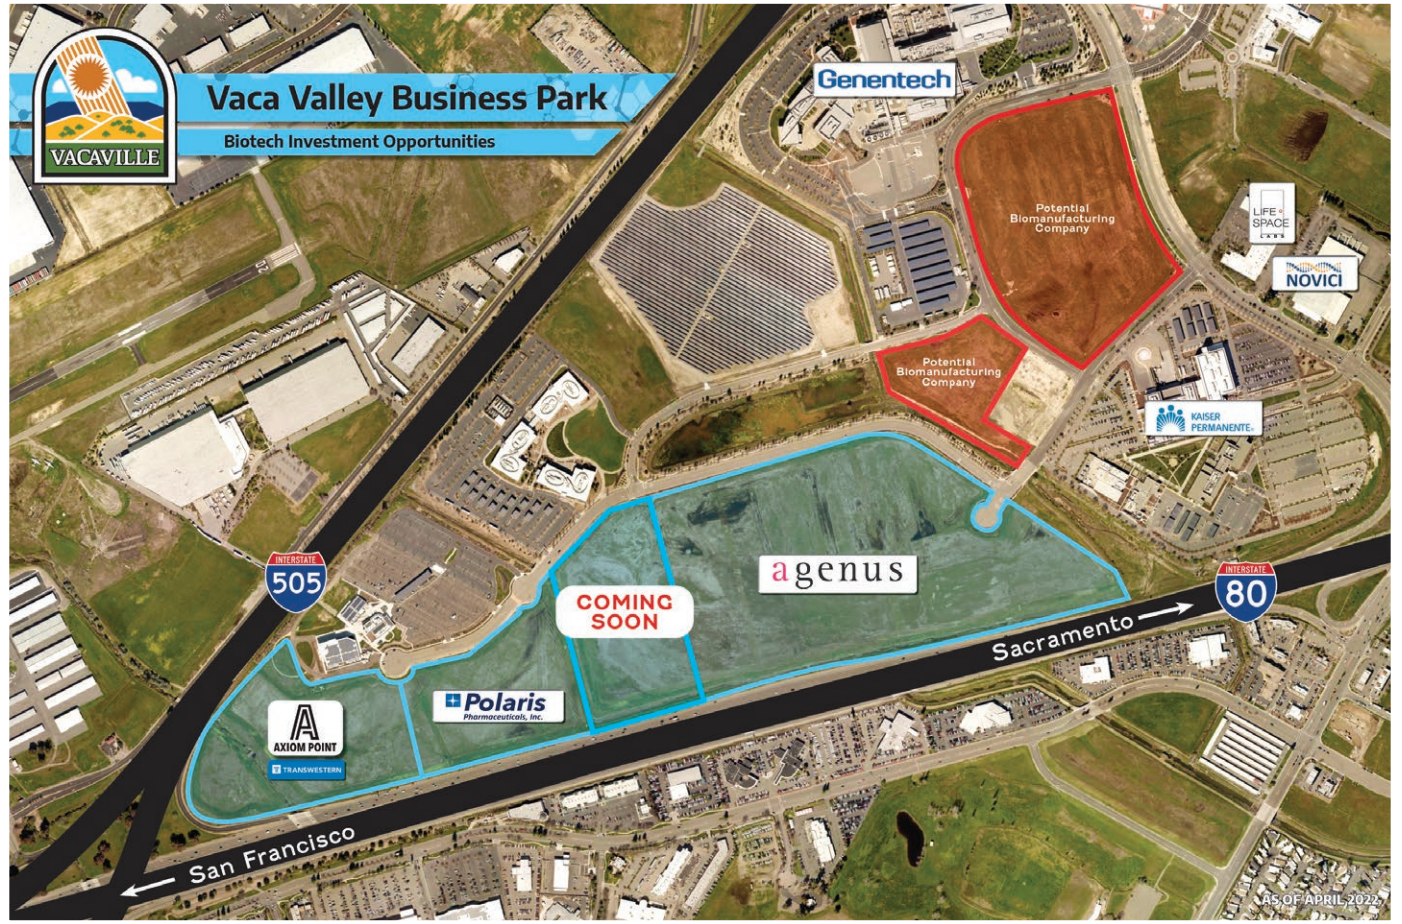 VACAVILLE
Vaca Valley Business Park
Biotech Investment Opportunities
Genentech
Potential
Biomanufacturing
Company
LIFE
SPACE
LABS
NOVICI
20
Potential
Biomanufacturing
Company
KAISER
PERMANENTE
INTERSTATE
505
agenus
COMING
SOON
INTERSTATE
80
Sacramento
Polaris
Pharmaceuticals, Inc.
A
AXIOM POINT
T TRANSWESTERN
San Francisco
AS OF APRIL, 2022